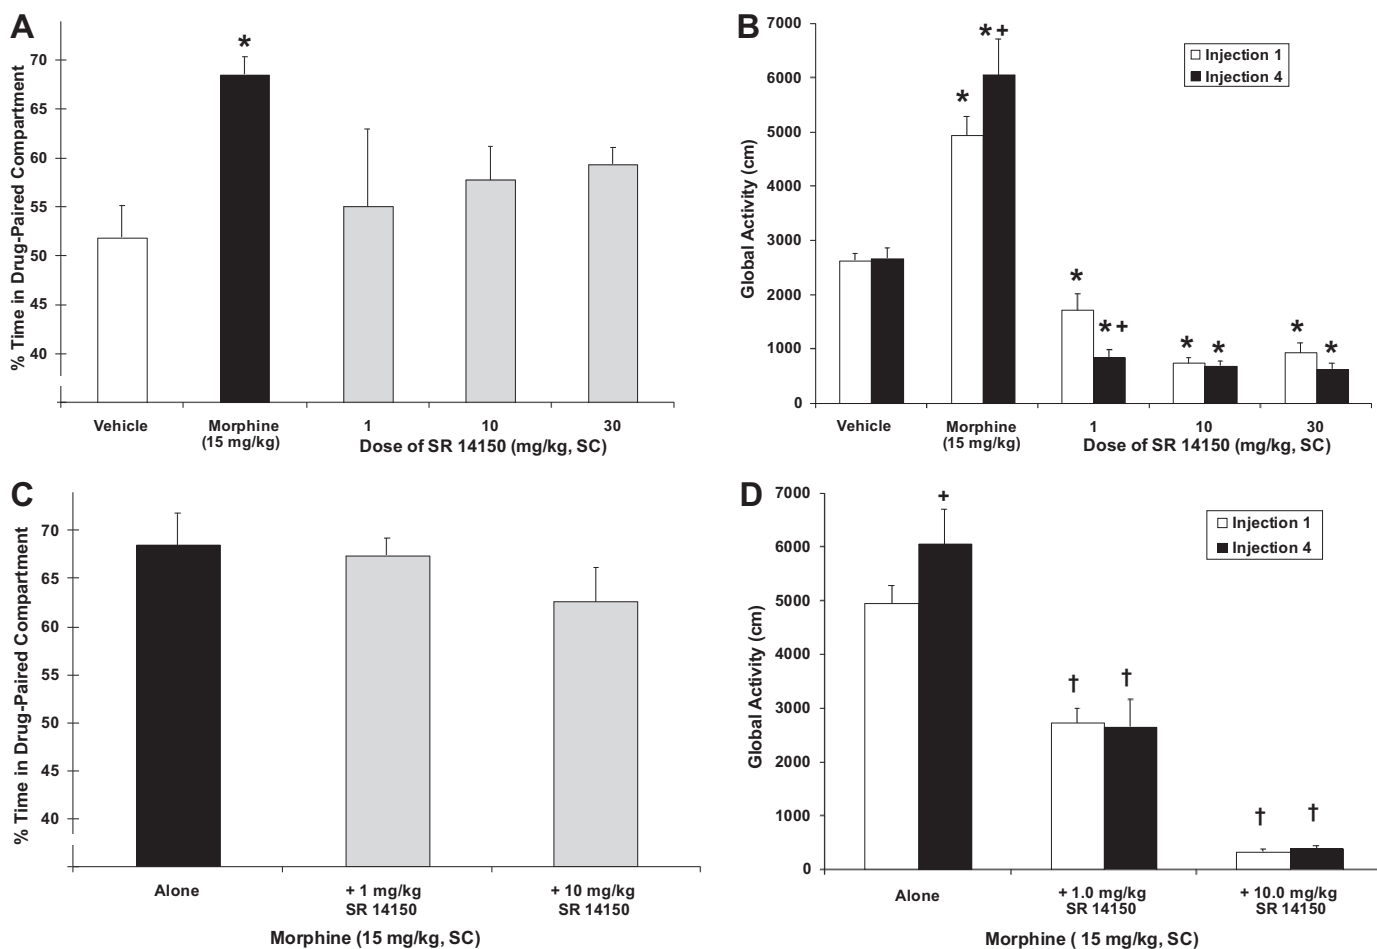 A
% Time in Drug-Paired Compartment
70
65
60
55
50
45
40
*
Vehicle
Morphine
(15 mg/kg)
1
10
30
Dose of SR 14150 (mg/kg, SC)
B
Global Activity (cm)
7000
6000
5000
4000
3000
2000
1000
0
Injection 1
Injection 4
*
*+
*
*+
*
*
*
*
Vehicle
Morphine
(15 mg/kg)
1
10
30
Dose of SR 14150 (mg/kg, SC)
C
% Time in Drug-Paired Compartment
70
65
60
55
50
45
40
Alone
+ 1 mg/kg
SR 14150
+ 10 mg/kg
SR 14150
Morphine (15 mg/kg, SC)
D
Global Activity (cm)
7000
6000
5000
4000
3000
2000
1000
0
Injection 1
Injection 4
+
†
†
†
†
Alone
+ 1.0 mg/kg
SR 14150
+ 10.0 mg/kg
SR 14150
Morphine ( 15 mg/kg, SC)